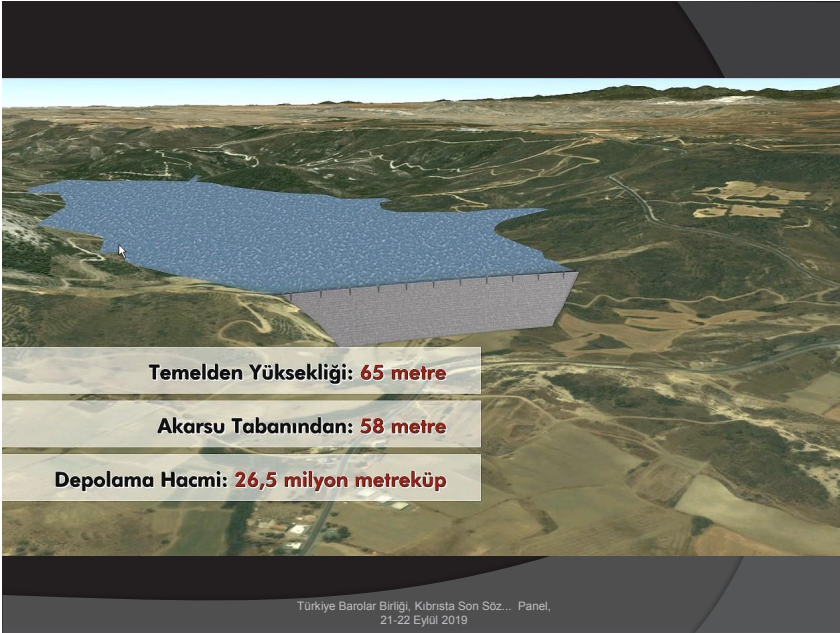 Temelden Yüksekliği: 65 metre
Akarsu Tabanından: 58 metre
Depolama Hacmi: 26,5 milyon metreküp
Türkiye Barolar Birliği, Kıbrısta Son Söz... Panel,
21-22 Eylül 2019